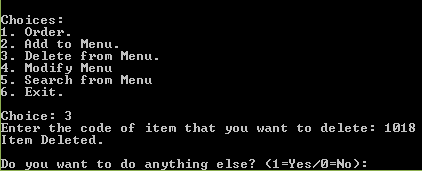 Choices:
1. Order.
2. Add to Menu.
3. Delete from Menu.
4. Modify Menu
5. Search from Menu
6. Exit.
Choice: 3
Enter the code of item that you want to delete: 1018
Item Deleted.
Do you want to do anything else? (1=Yes/0=No):